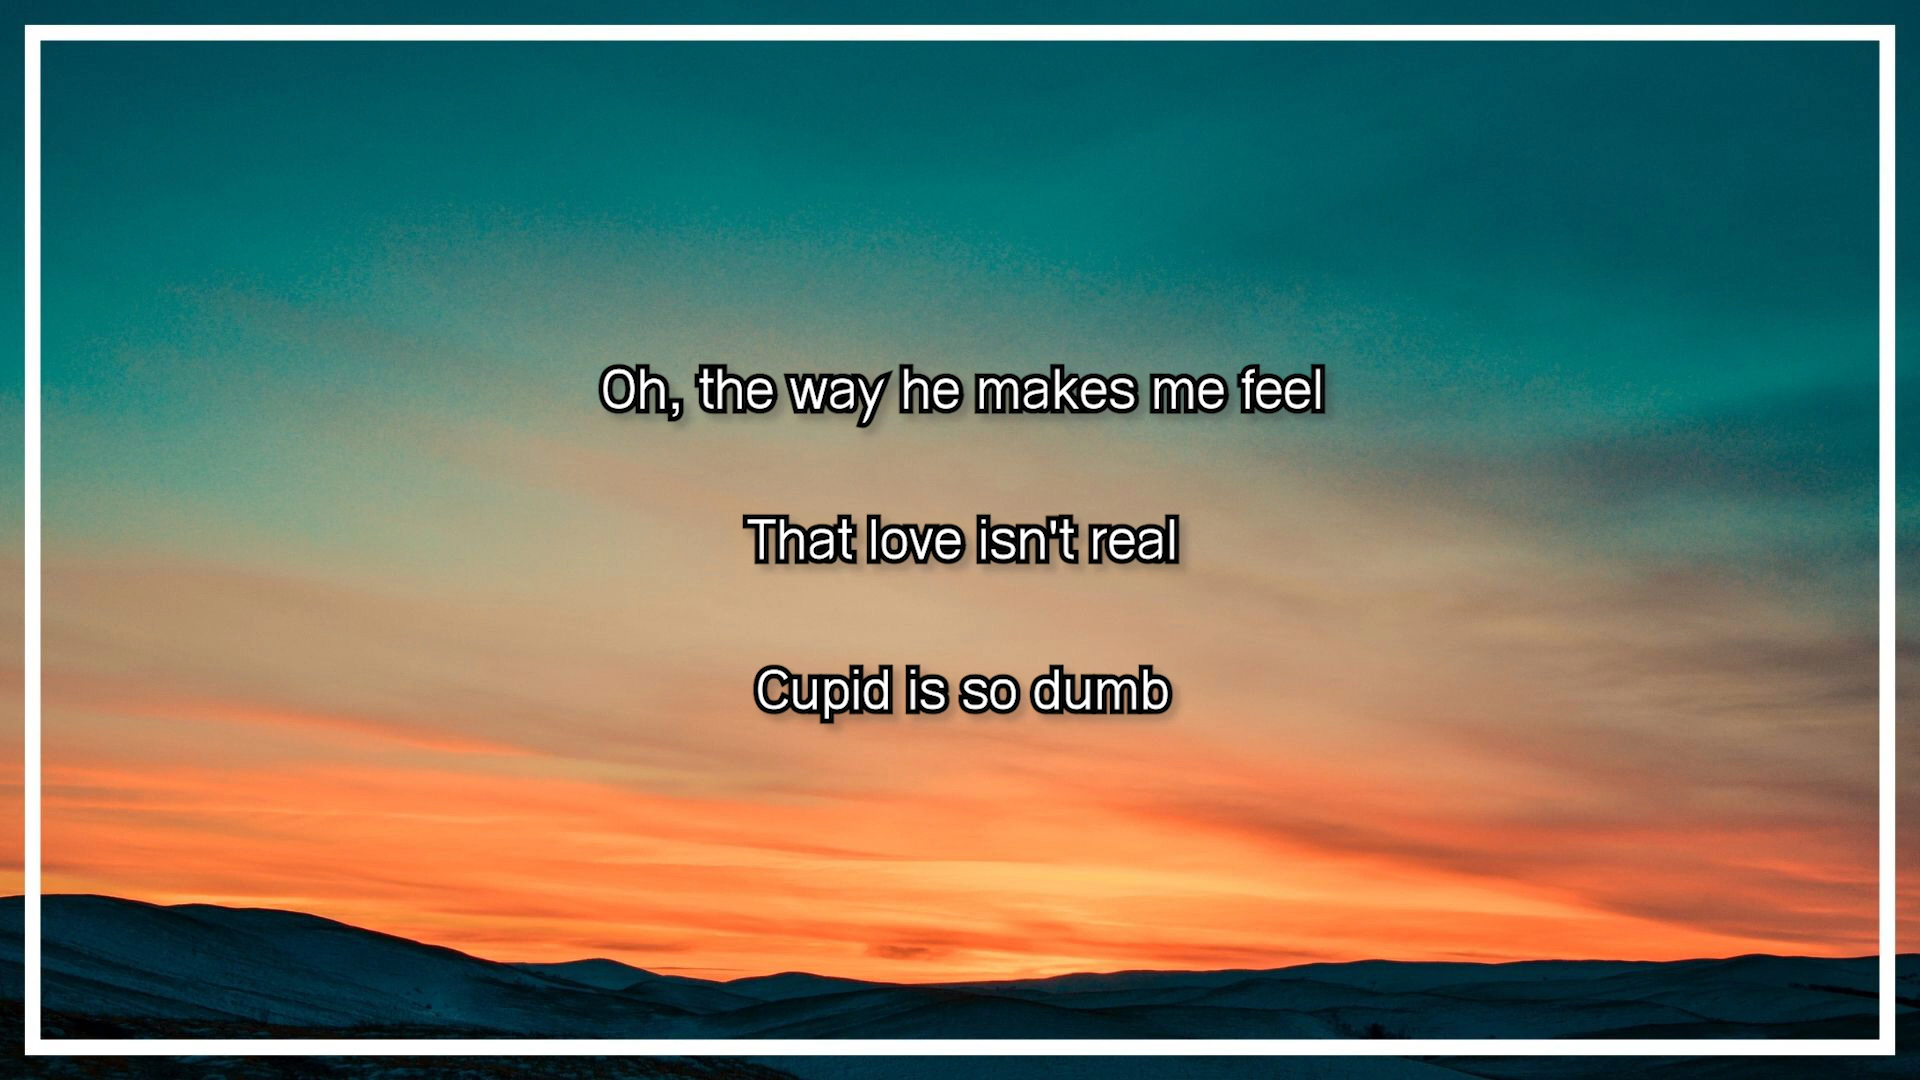 Oh, the way he makes me feel
That love isn't real
Cupid is so dumb